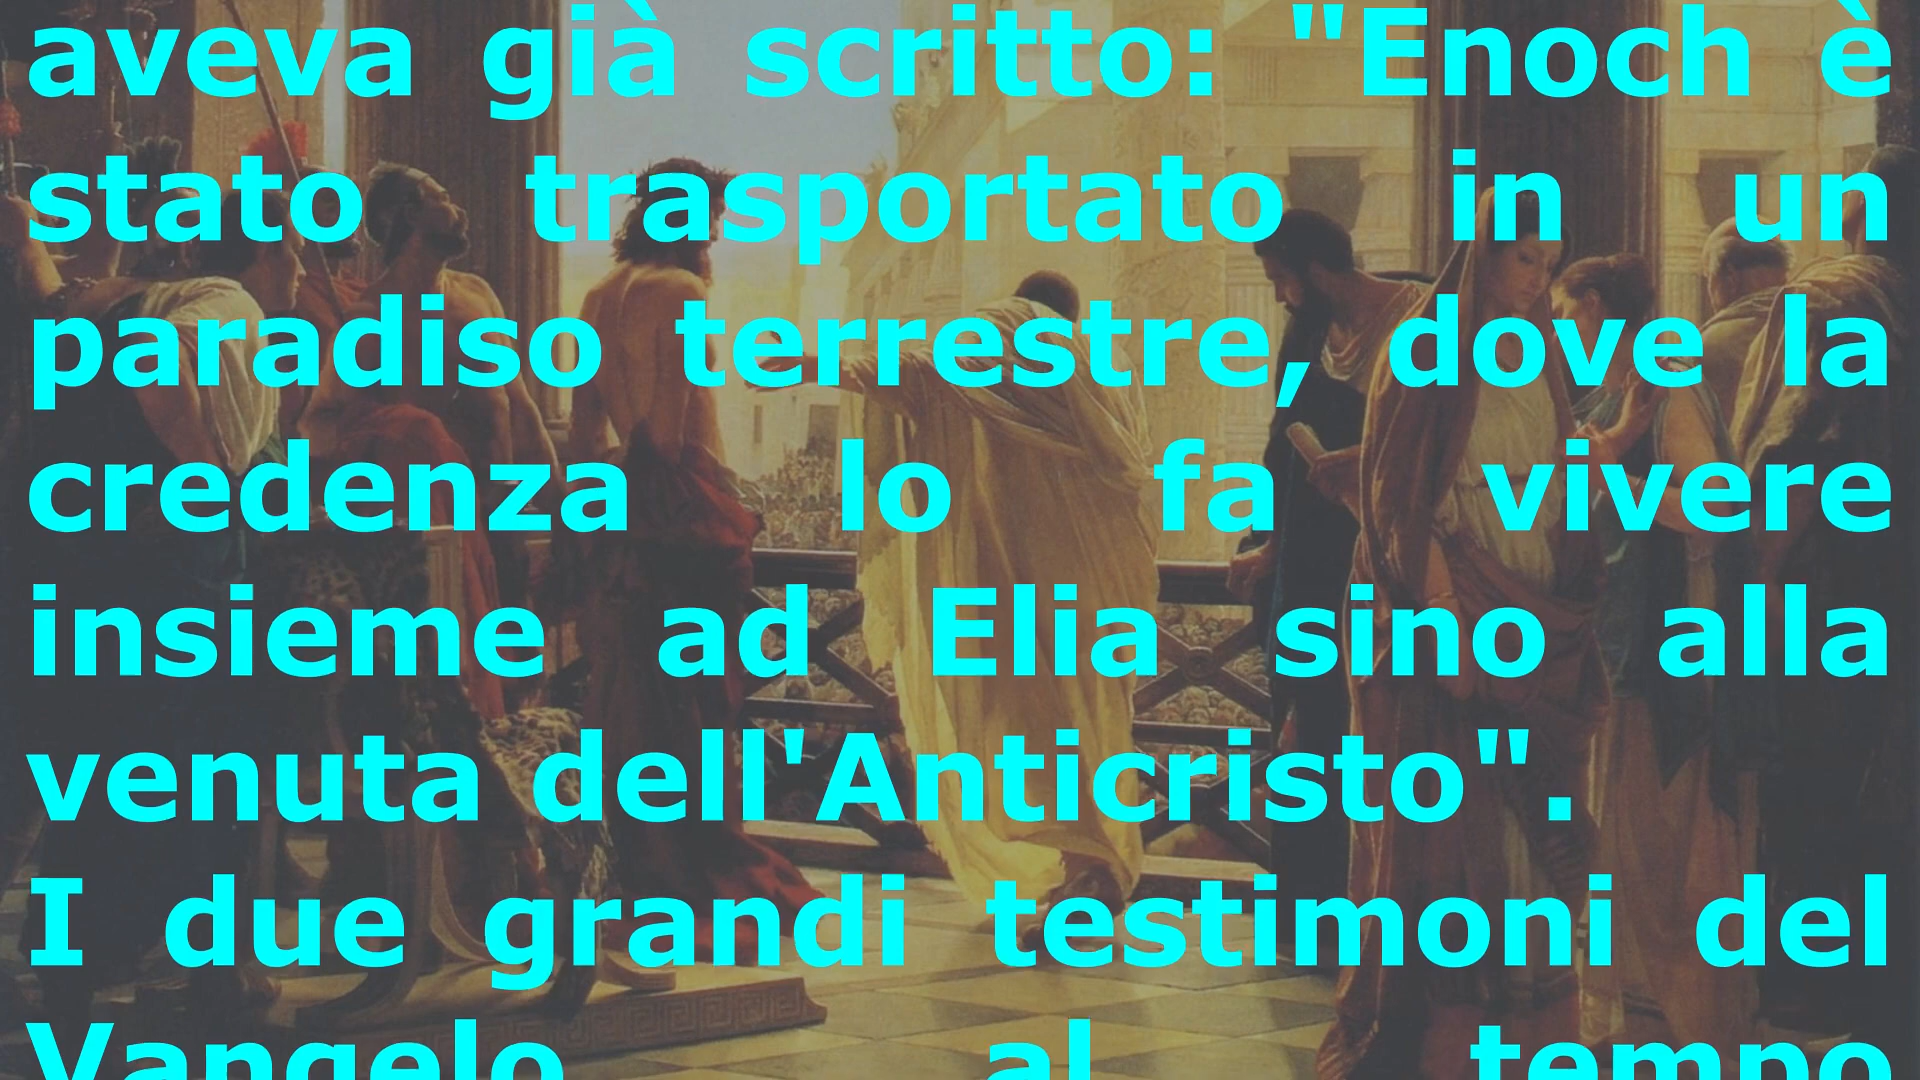 aveva già scritto: "Enoch è
stato trasportato in un
paradiso terrestre, dove la
credenza lo fa vivere
insieme ad Elia sino alla
venuta dell'Anticristo".
I due grandi testimoni del
Vangelo al tempo